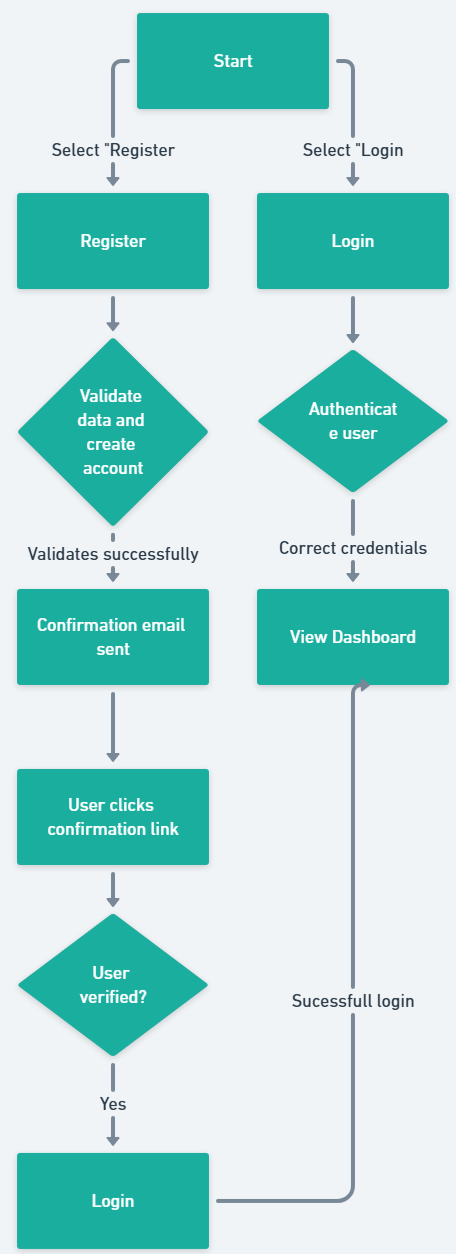 Start
Select "Register
Select "Login
Register
Login
Validate
data and
create
account
Authenticat
e user
Validates successfully
Correct credentials
Confirmation email
sent
View Dashboard
User clicks
confirmation link
User
verified?
Sucessfull login
Yes
Login